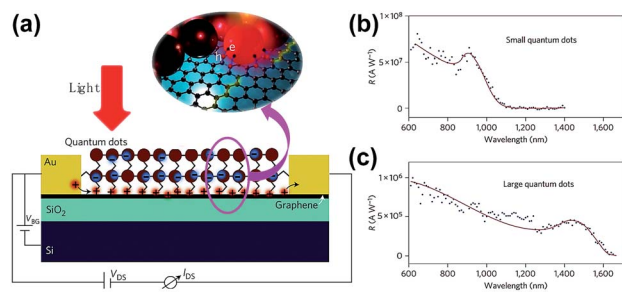 (a)
Light
Quantum dots
Au
e
h
Graphene
SiO2
Si
VBG
VDS
IDS
(b)
Small quantum dots
R (A W⁻¹)
1×10⁸
5×10⁷
0
600 800 1,000 1,200 1,400 1,600
λ (nm)
(c)
Large quantum dots
R (A W⁻¹)
1×10⁶
5×10⁵
0
600 800 1,000 1,200 1,400 1,600
λ (nm)